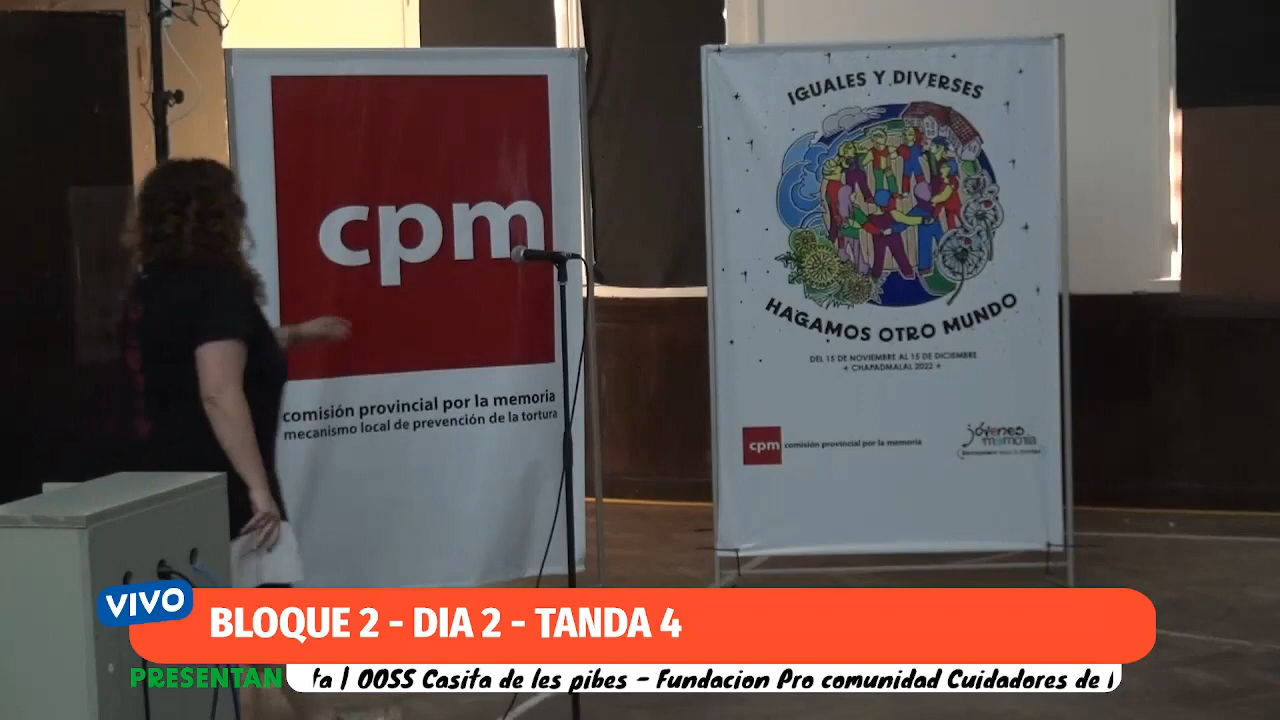 cpm
comisión provincial por la memoria
mecanismo local de prevención de la tortura
IGUALES Y DIVERSES
HAGAMOS OTRO MUNDO
DEL 15 DE NOVIEMBRE AL 15 DE DICIEMBRE
CHAPADMALAL 2022
cpm comisión provincial por la memoria
jóvenes
memoria
VIVO
BLOQUE 2 - DIA 2 - TANDA 4
PRESENTAN
ta | OOSS Casita de les pibes - Fundacion Pro comunidad Cuidadores de